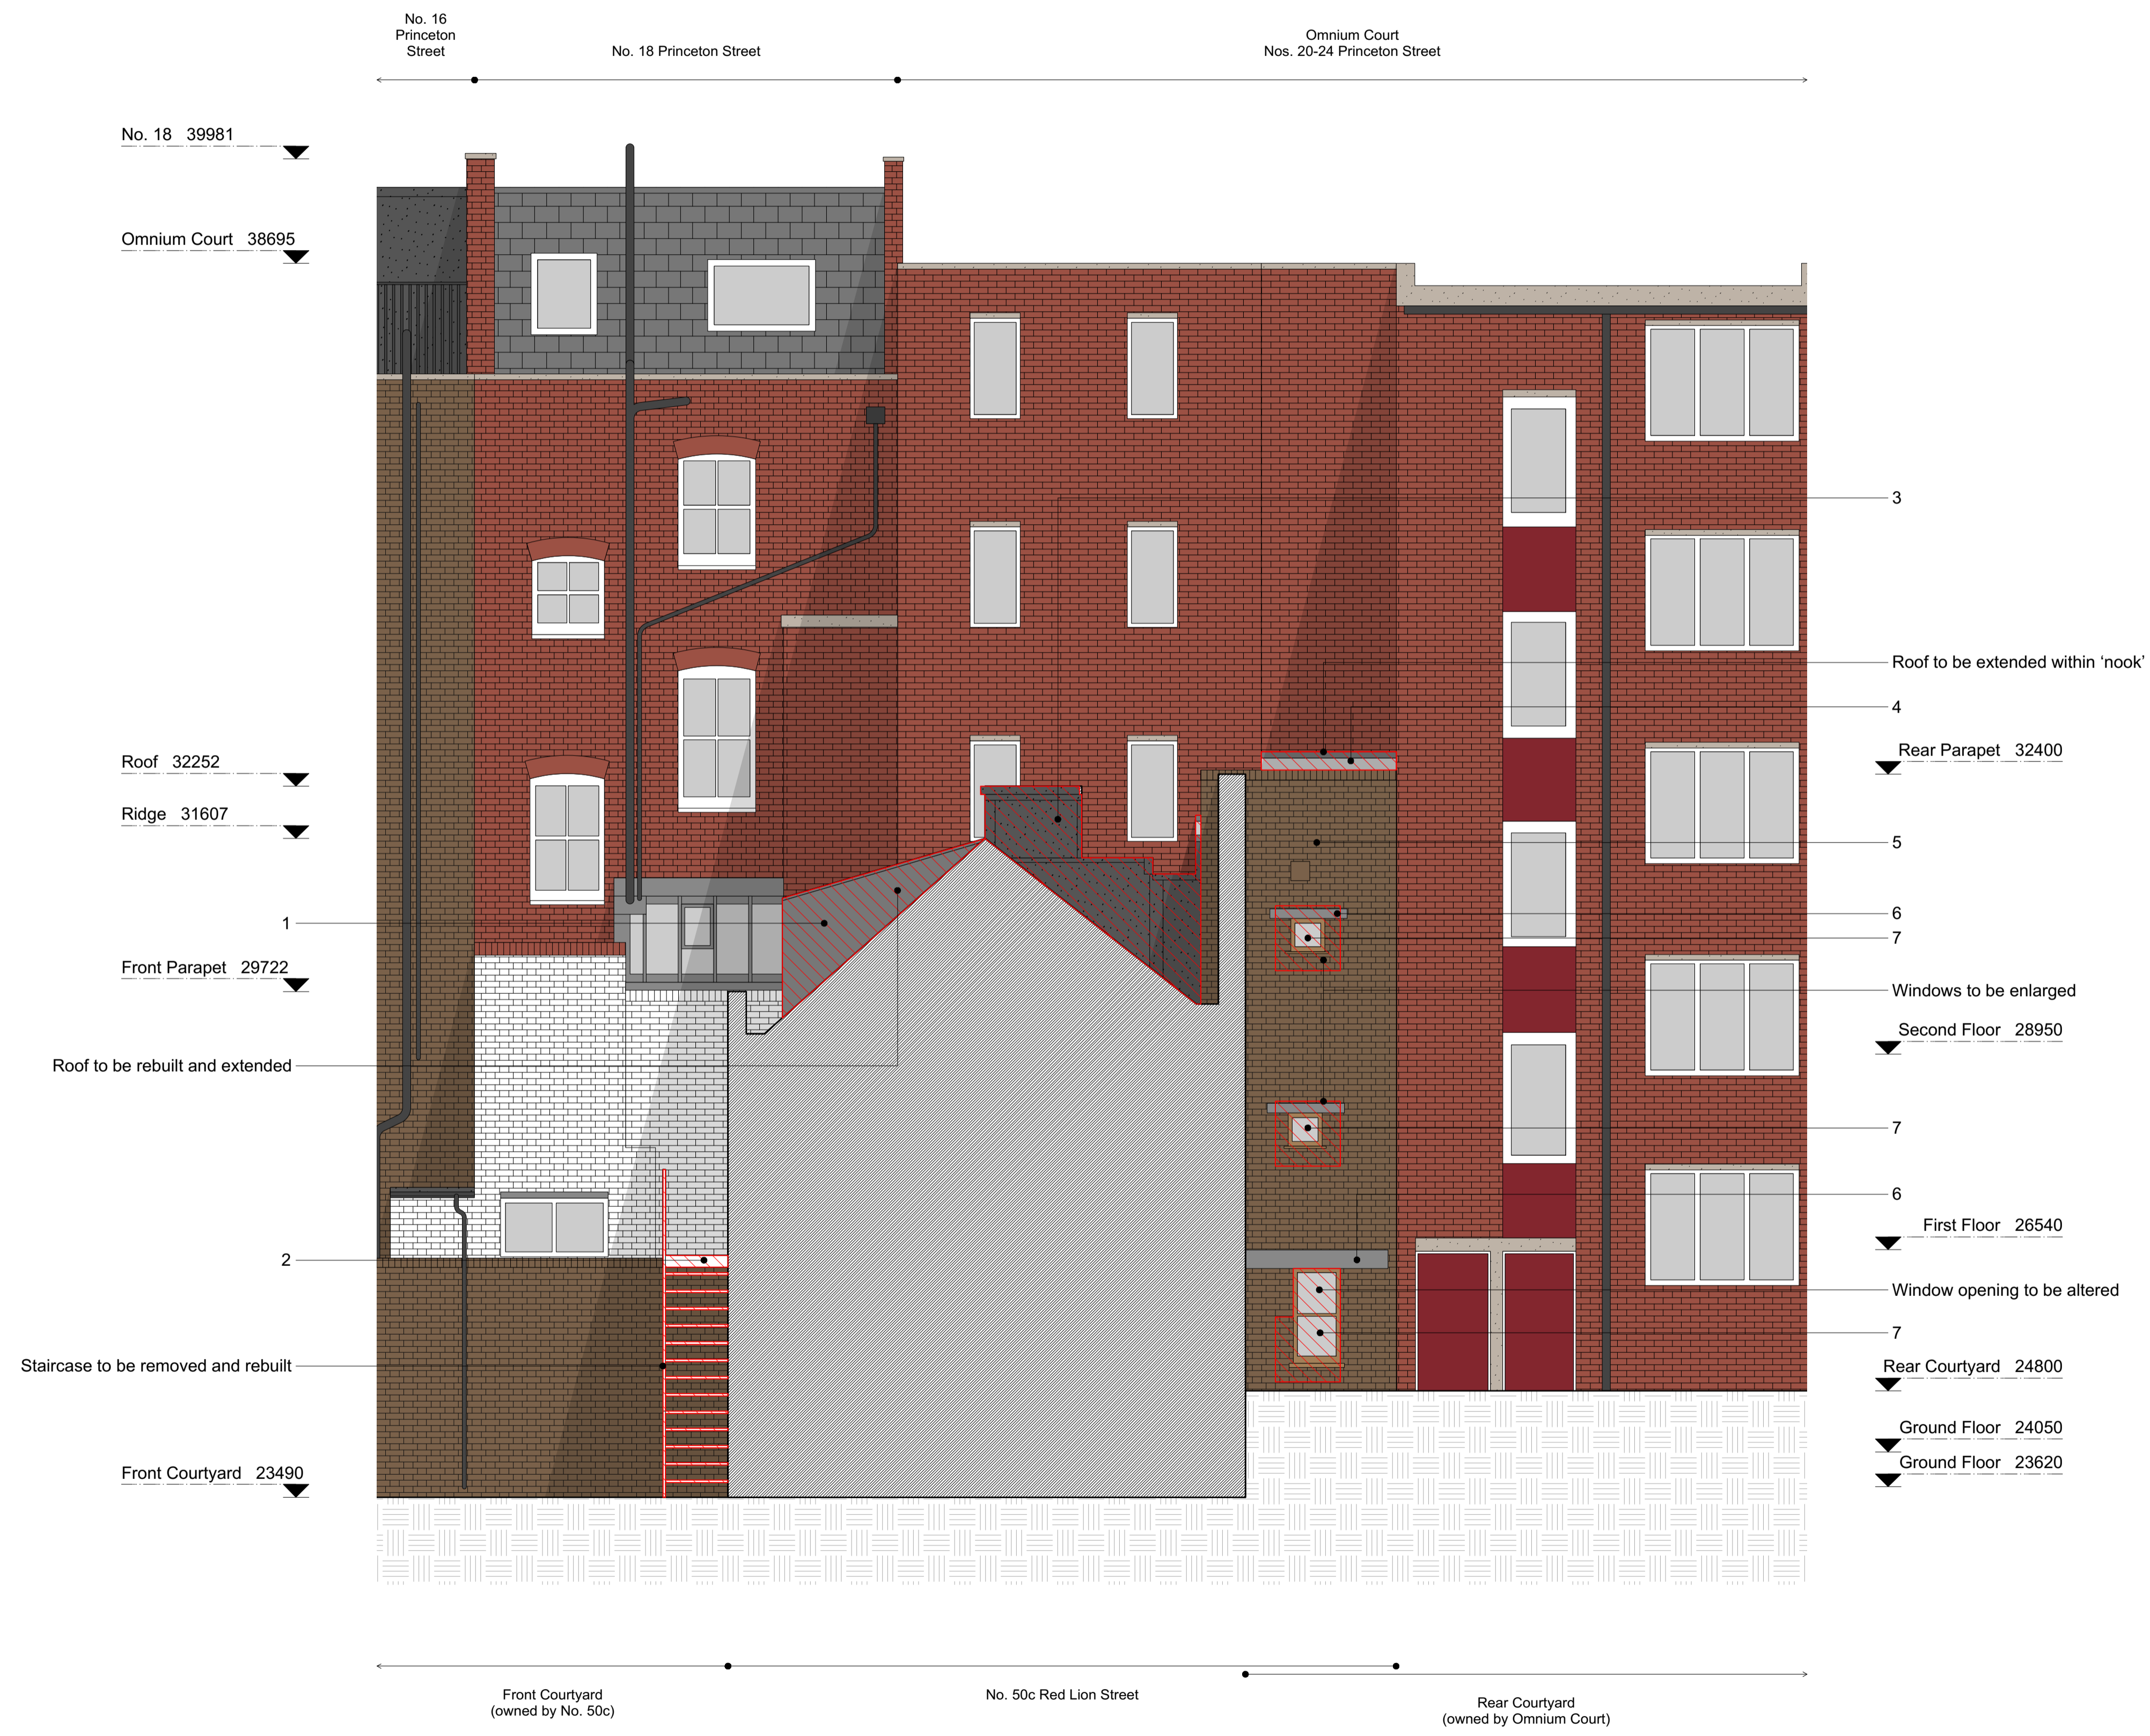 No. 16
Princeton
Street
No. 18 Princeton Street
Omnium Court
Nos. 20-24 Princeton Street
No. 18 39981
Omnium Court 38695
3
Roof to be extended within ‘nook’
4
Roof 32252
Rear Parapet 32400
Ridge 31607
5
6
1
7
Front Parapet 29722
Windows to be enlarged
Second Floor 28950
Roof to be rebuilt and extended
7
6
First Floor 26540
2
Window opening to be altered
7
Staircase to be removed and rebuilt
Rear Courtyard 24800
Ground Floor 24050
Ground Floor 23620
Front Courtyard 23490
Front Courtyard
(owned by No. 50c)
No. 50c Red Lion Street
Rear Courtyard
(owned by Omnium Court)